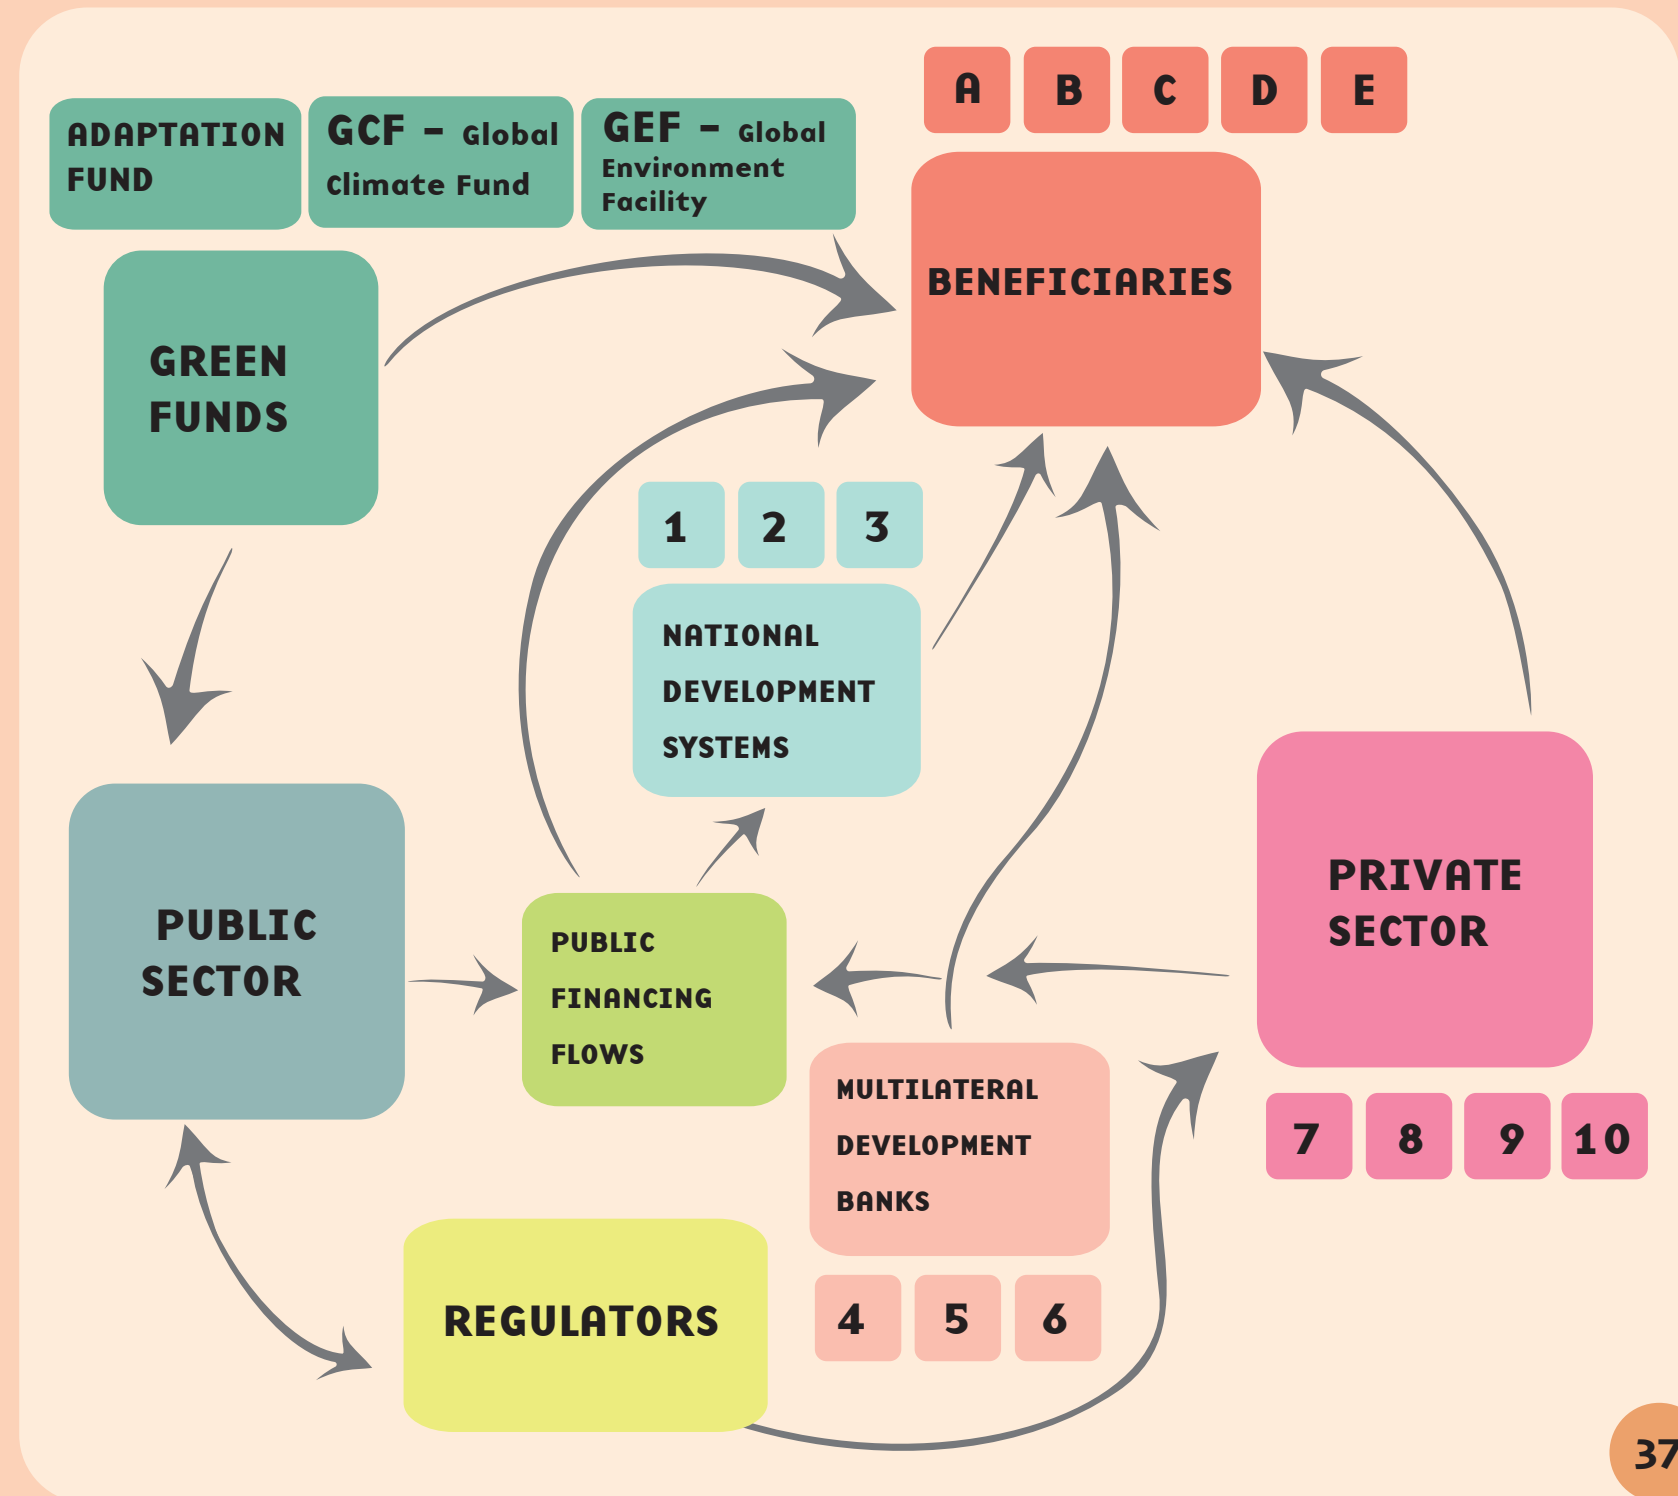 A B C D E
ADAPTATION
FUND
GCF - Global
Climate Fund
GEF - Global
Environment
Facility
BENEFICIARIES
GREEN
FUNDS
1 2 3
NATIONAL
DEVELOPMENT
SYSTEMS
PUBLIC
SECTOR
PUBLIC
FINANCING
FLOWS
PRIVATE
SECTOR
MULTILATERAL
DEVELOPMENT
BANKS
7 8 9 10
REGULATORS
4 5 6
37